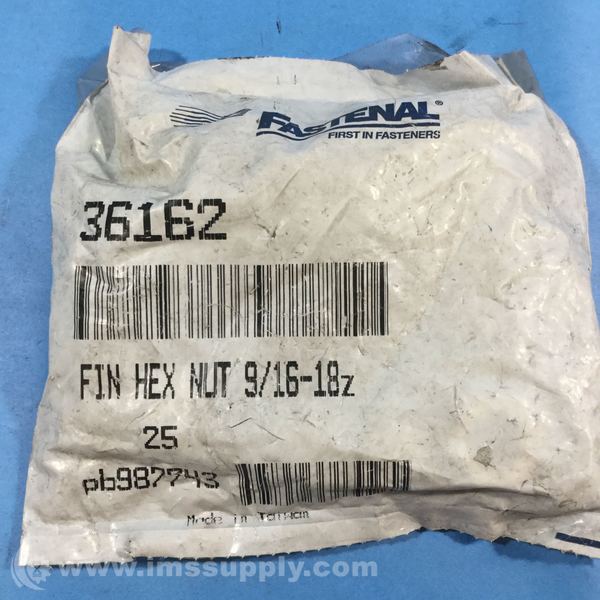 FASTENAL®
FIRST IN FASTENERS
36162
FIN HEX NUT 9/16-18z
25
pb987743
Made in Taiwan
www.imssupply.com